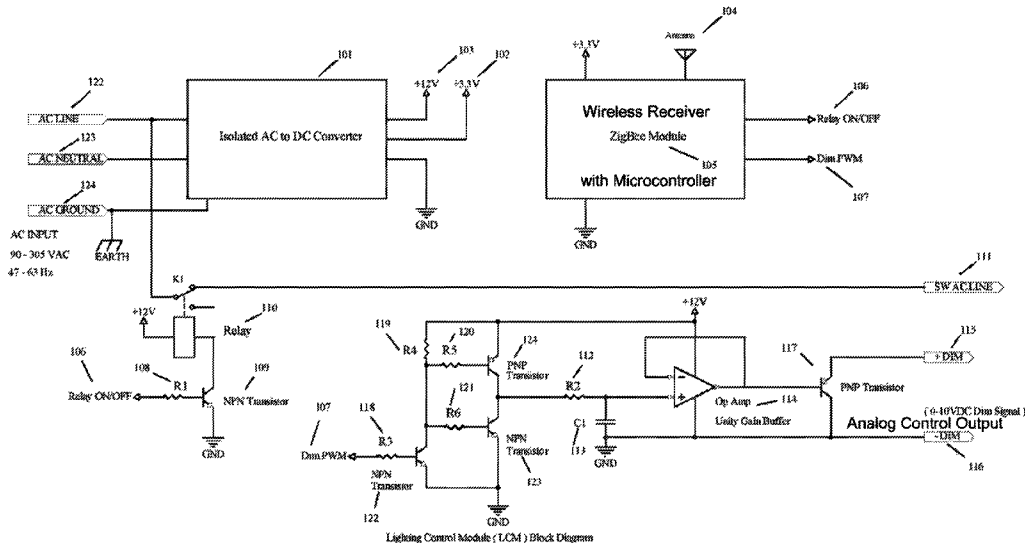 104
Antenna
101
103
102
+3.3V
122
+12V
+3.3V
106
AC LINE
Wireless Receiver
Relay ON/OFF
123
Isolated AC to DC Converter
ZigBee Module
AC NEUTRAL
105
Dim.PWM
124
with Microcontroller
107
AC GROUND
GND
GND
AC INPUT
EARTH
90 - 305 VAC
47 - 63 Hz
K1
111
SW AC LINE
+12V
110
+12V
Relay
119
120
115
R4
R5
124
117
+DIM
106
108
PNP
Transistor
112
R1
109
R2
PNP Transistor
Relay ON/OFF
NPN Transistor
121
Op Amp
114
107
118
R6
Unity Gain Buffer
( 0-10VDC Dim Signal )
Analog Control Output
GND
R3
C1
NPN
Transistor
113
-DIM
Dim.PWM
GND
116
NPN
Transistor
123
122
GND
Lighting Control Module ( LCM ) Block Diagram